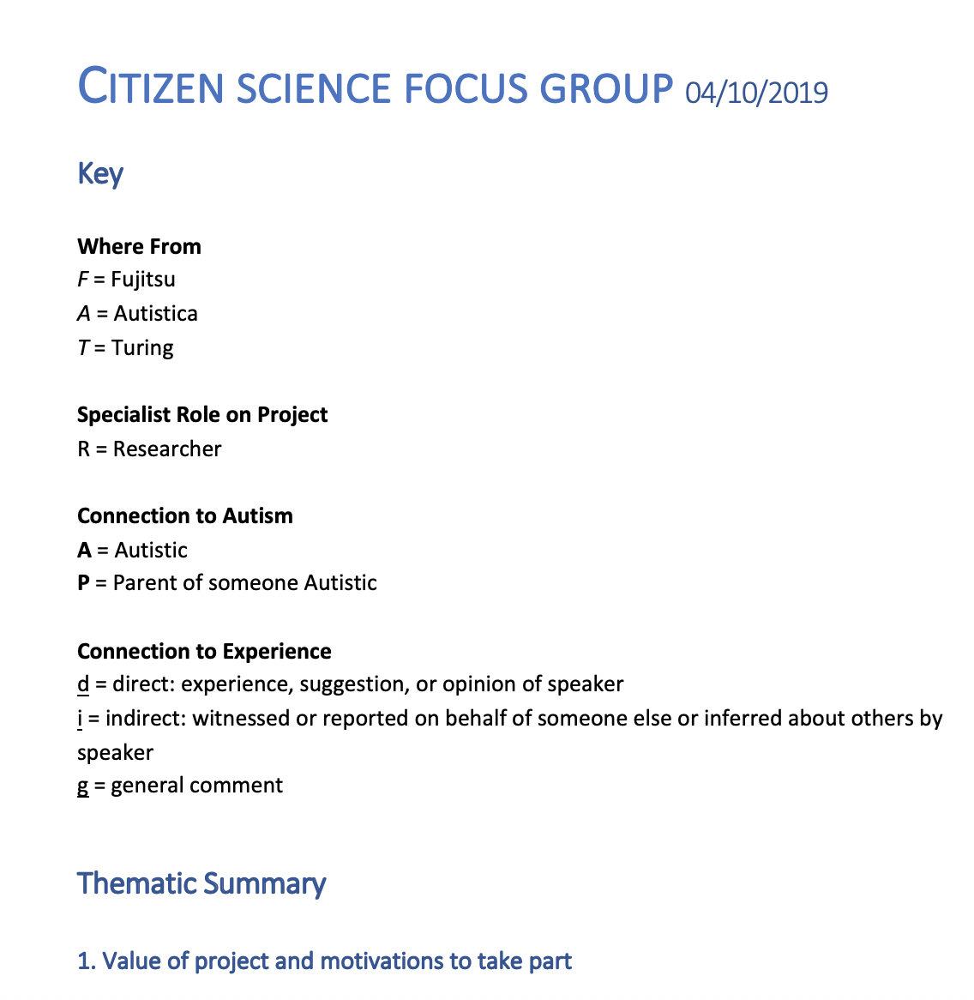 CITIZEN SCIENCE FOCUS GROUP 04/10/2019
Key
Where From
F = Fujitsu
A = Autistica
T = Turing
Specialist Role on Project
R = Researcher
Connection to Autism
A = Autistic
P = Parent of someone Autistic
Connection to Experience
d = direct: experience, suggestion, or opinion of speaker
i = indirect: witnessed or reported on behalf of someone else or inferred about others by
speaker
g = general comment
Thematic Summary
1. Value of project and motivations to take part